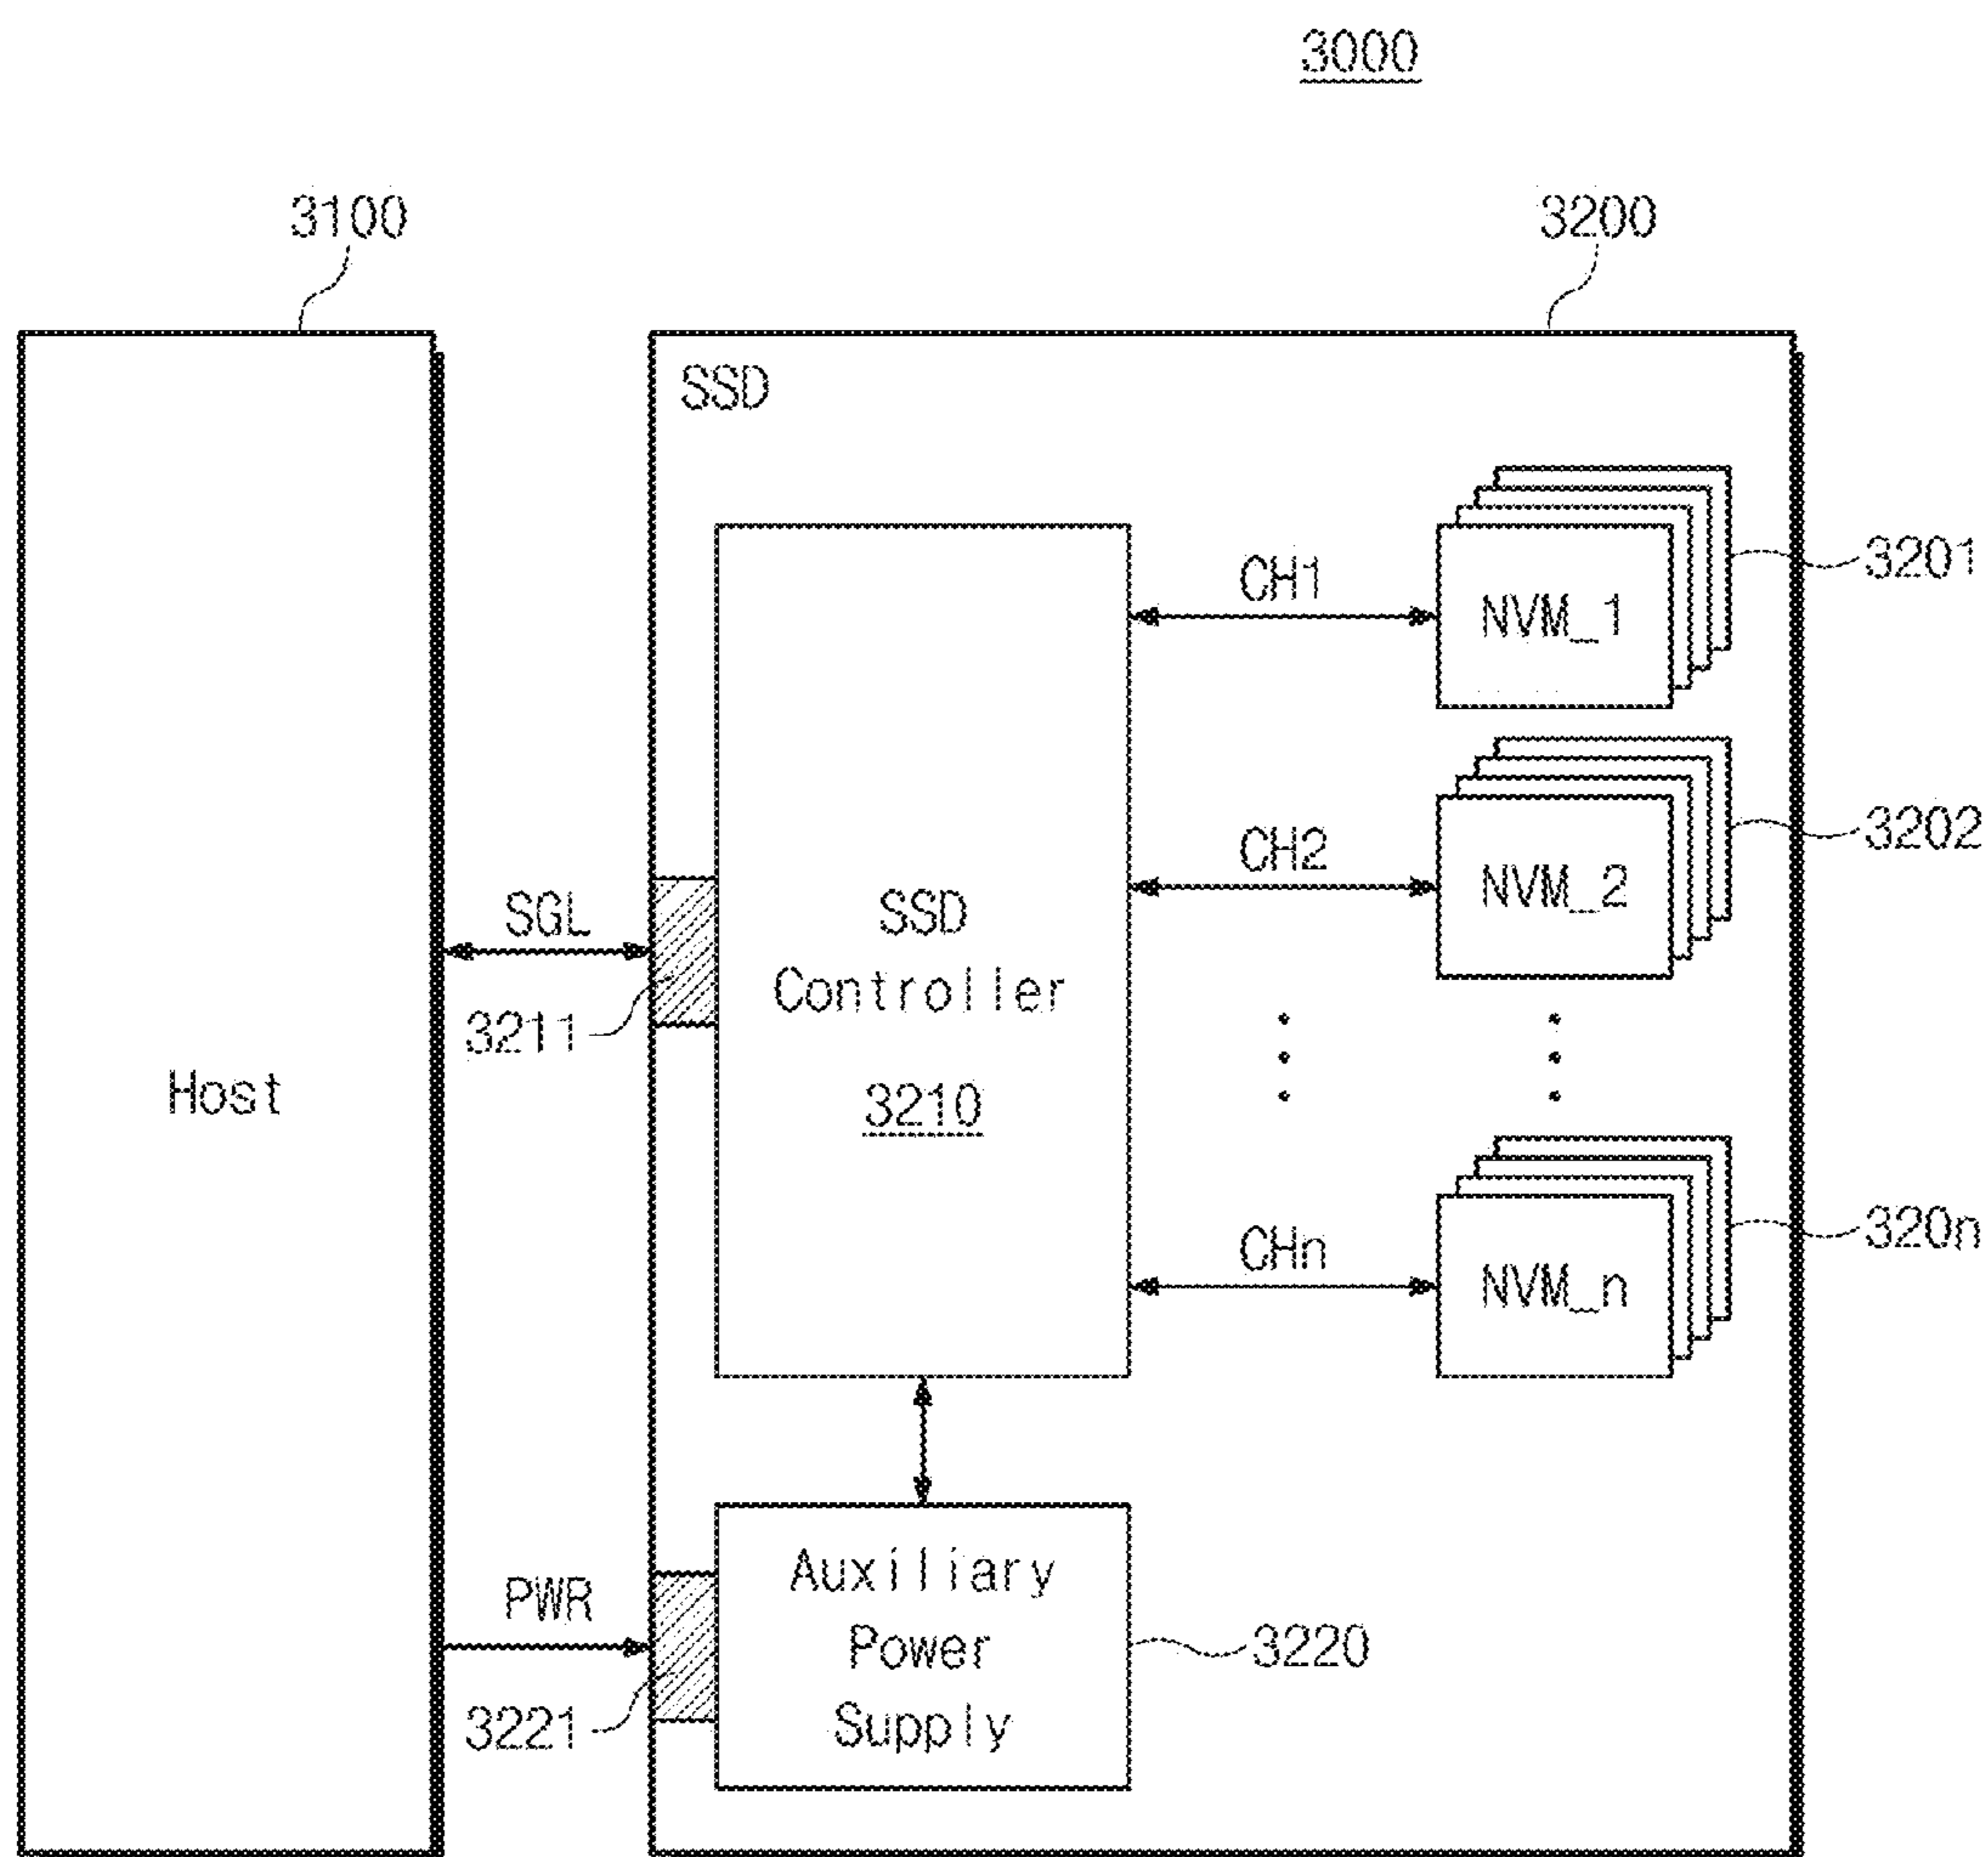 3000
3100
3200
SSD
CH1
NVM_1
3201
CH2
NVM_2
3202
SGL
SSD
Controller
3210
3211
Host
CHn
NVM_n
320n
PWR
Auxiliary
Power
Supply
3220
3221